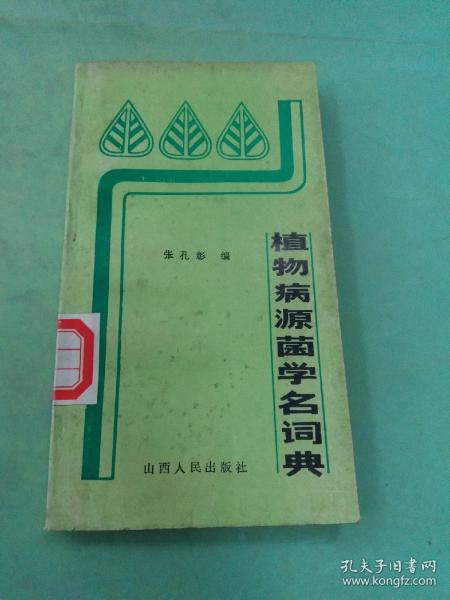 张孔彰 编
植物病源菌学名词典
山西人民出版社
孔夫子旧书网
www.kongfz.com